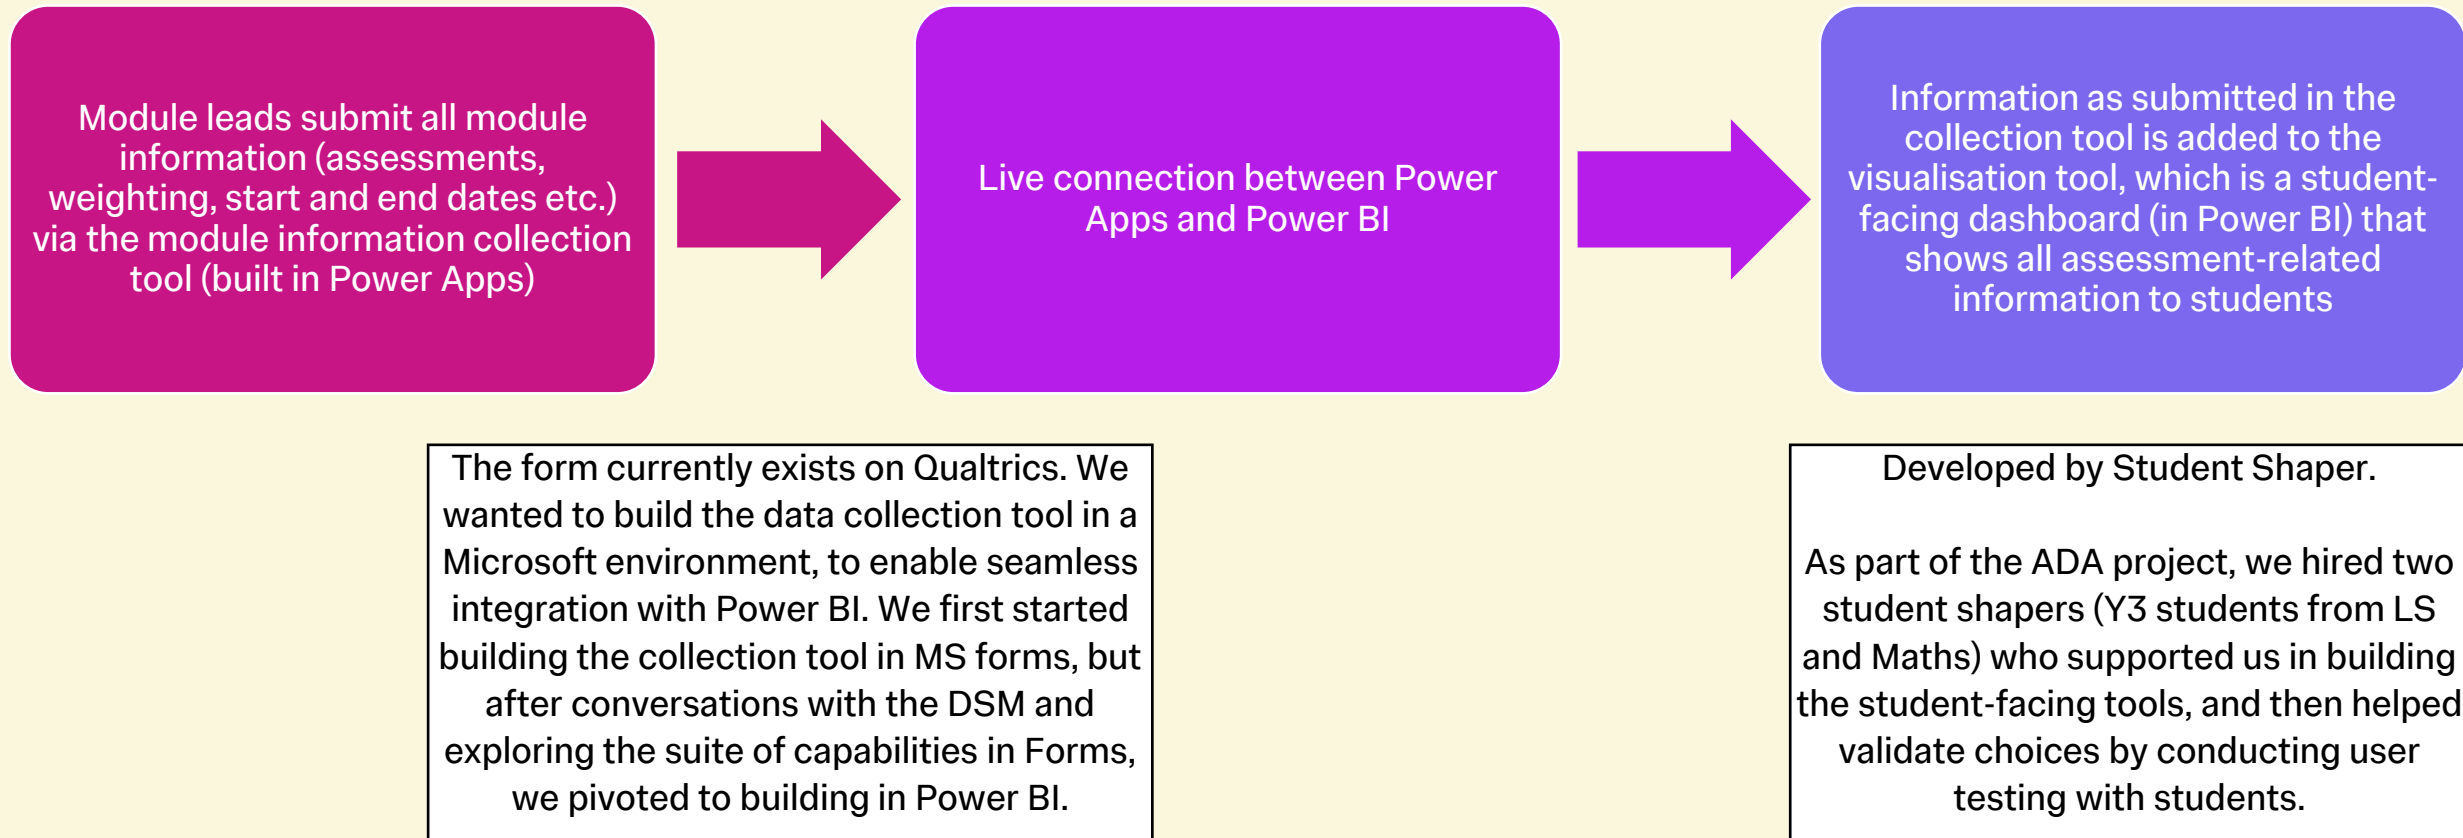 Module leads submit all module
information (assessments,
weighting, start and end dates etc.)
via the module information collection
tool (built in Power Apps)
Live connection between Power
Apps and Power BI
Information as submitted in the
collection tool is added to the
visualisation tool, which is a student-
facing dashboard (in Power BI) that
shows all assessment-related
information to students
The form currently exists on Qualtrics. We
wanted to build the data collection tool in a
Microsoft environment, to enable seamless
integration with Power BI. We first started
building the collection tool in MS forms, but
after conversations with the DSM and
exploring the suite of capabilities in Forms,
we pivoted to building in Power BI.
Developed by Student Shaper.
As part of the ADA project, we hired two
student shapers (Y3 students from LS
and Maths) who supported us in building
the student-facing tools, and then helped
validate choices by conducting user
testing with students.